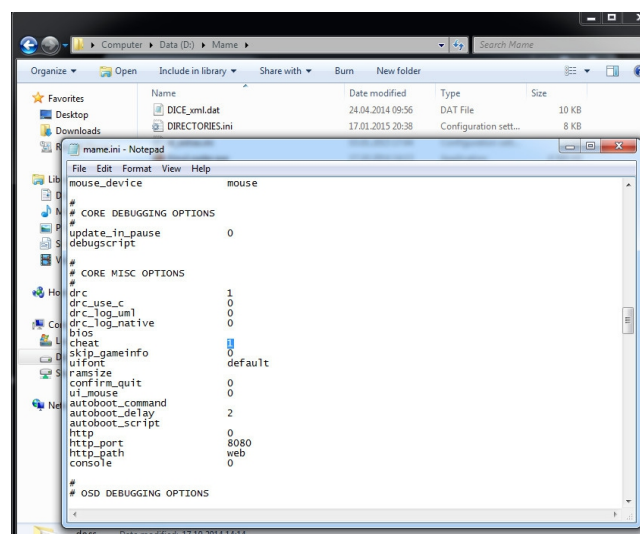 Computer ▸ Data (D:) ▸ Mame ▸
Search Mame
Organize Open Include in library Share with Burn New folder
Favorites
Desktop
Downloads
Name Date modified Type Size
DICE_xml.dat 24.04.2014 09:56 DAT File 10 KB
DIRECTORIES.ini 17.01.2015 20:38 Configuration sett... 8 KB
mame.ini - Notepad
File Edit Format View Help
mouse_device mouse
#
# CORE DEBUGGING OPTIONS
#
update_in_pause 0
debugscript
#
# CORE MISC OPTIONS
#
drc 1
drc_use_c 0
drc_log_uml 0
drc_log_native 0
bios
cheat 1
skip_gameinfo 0
uifont default
ramsize
confirm_quit 0
ui_mouse 0
autoboot_command
autoboot_delay 2
autoboot_script
http 0
http_port 8080
http_path web
console 0
#
# OSD DEBUGGING OPTIONS